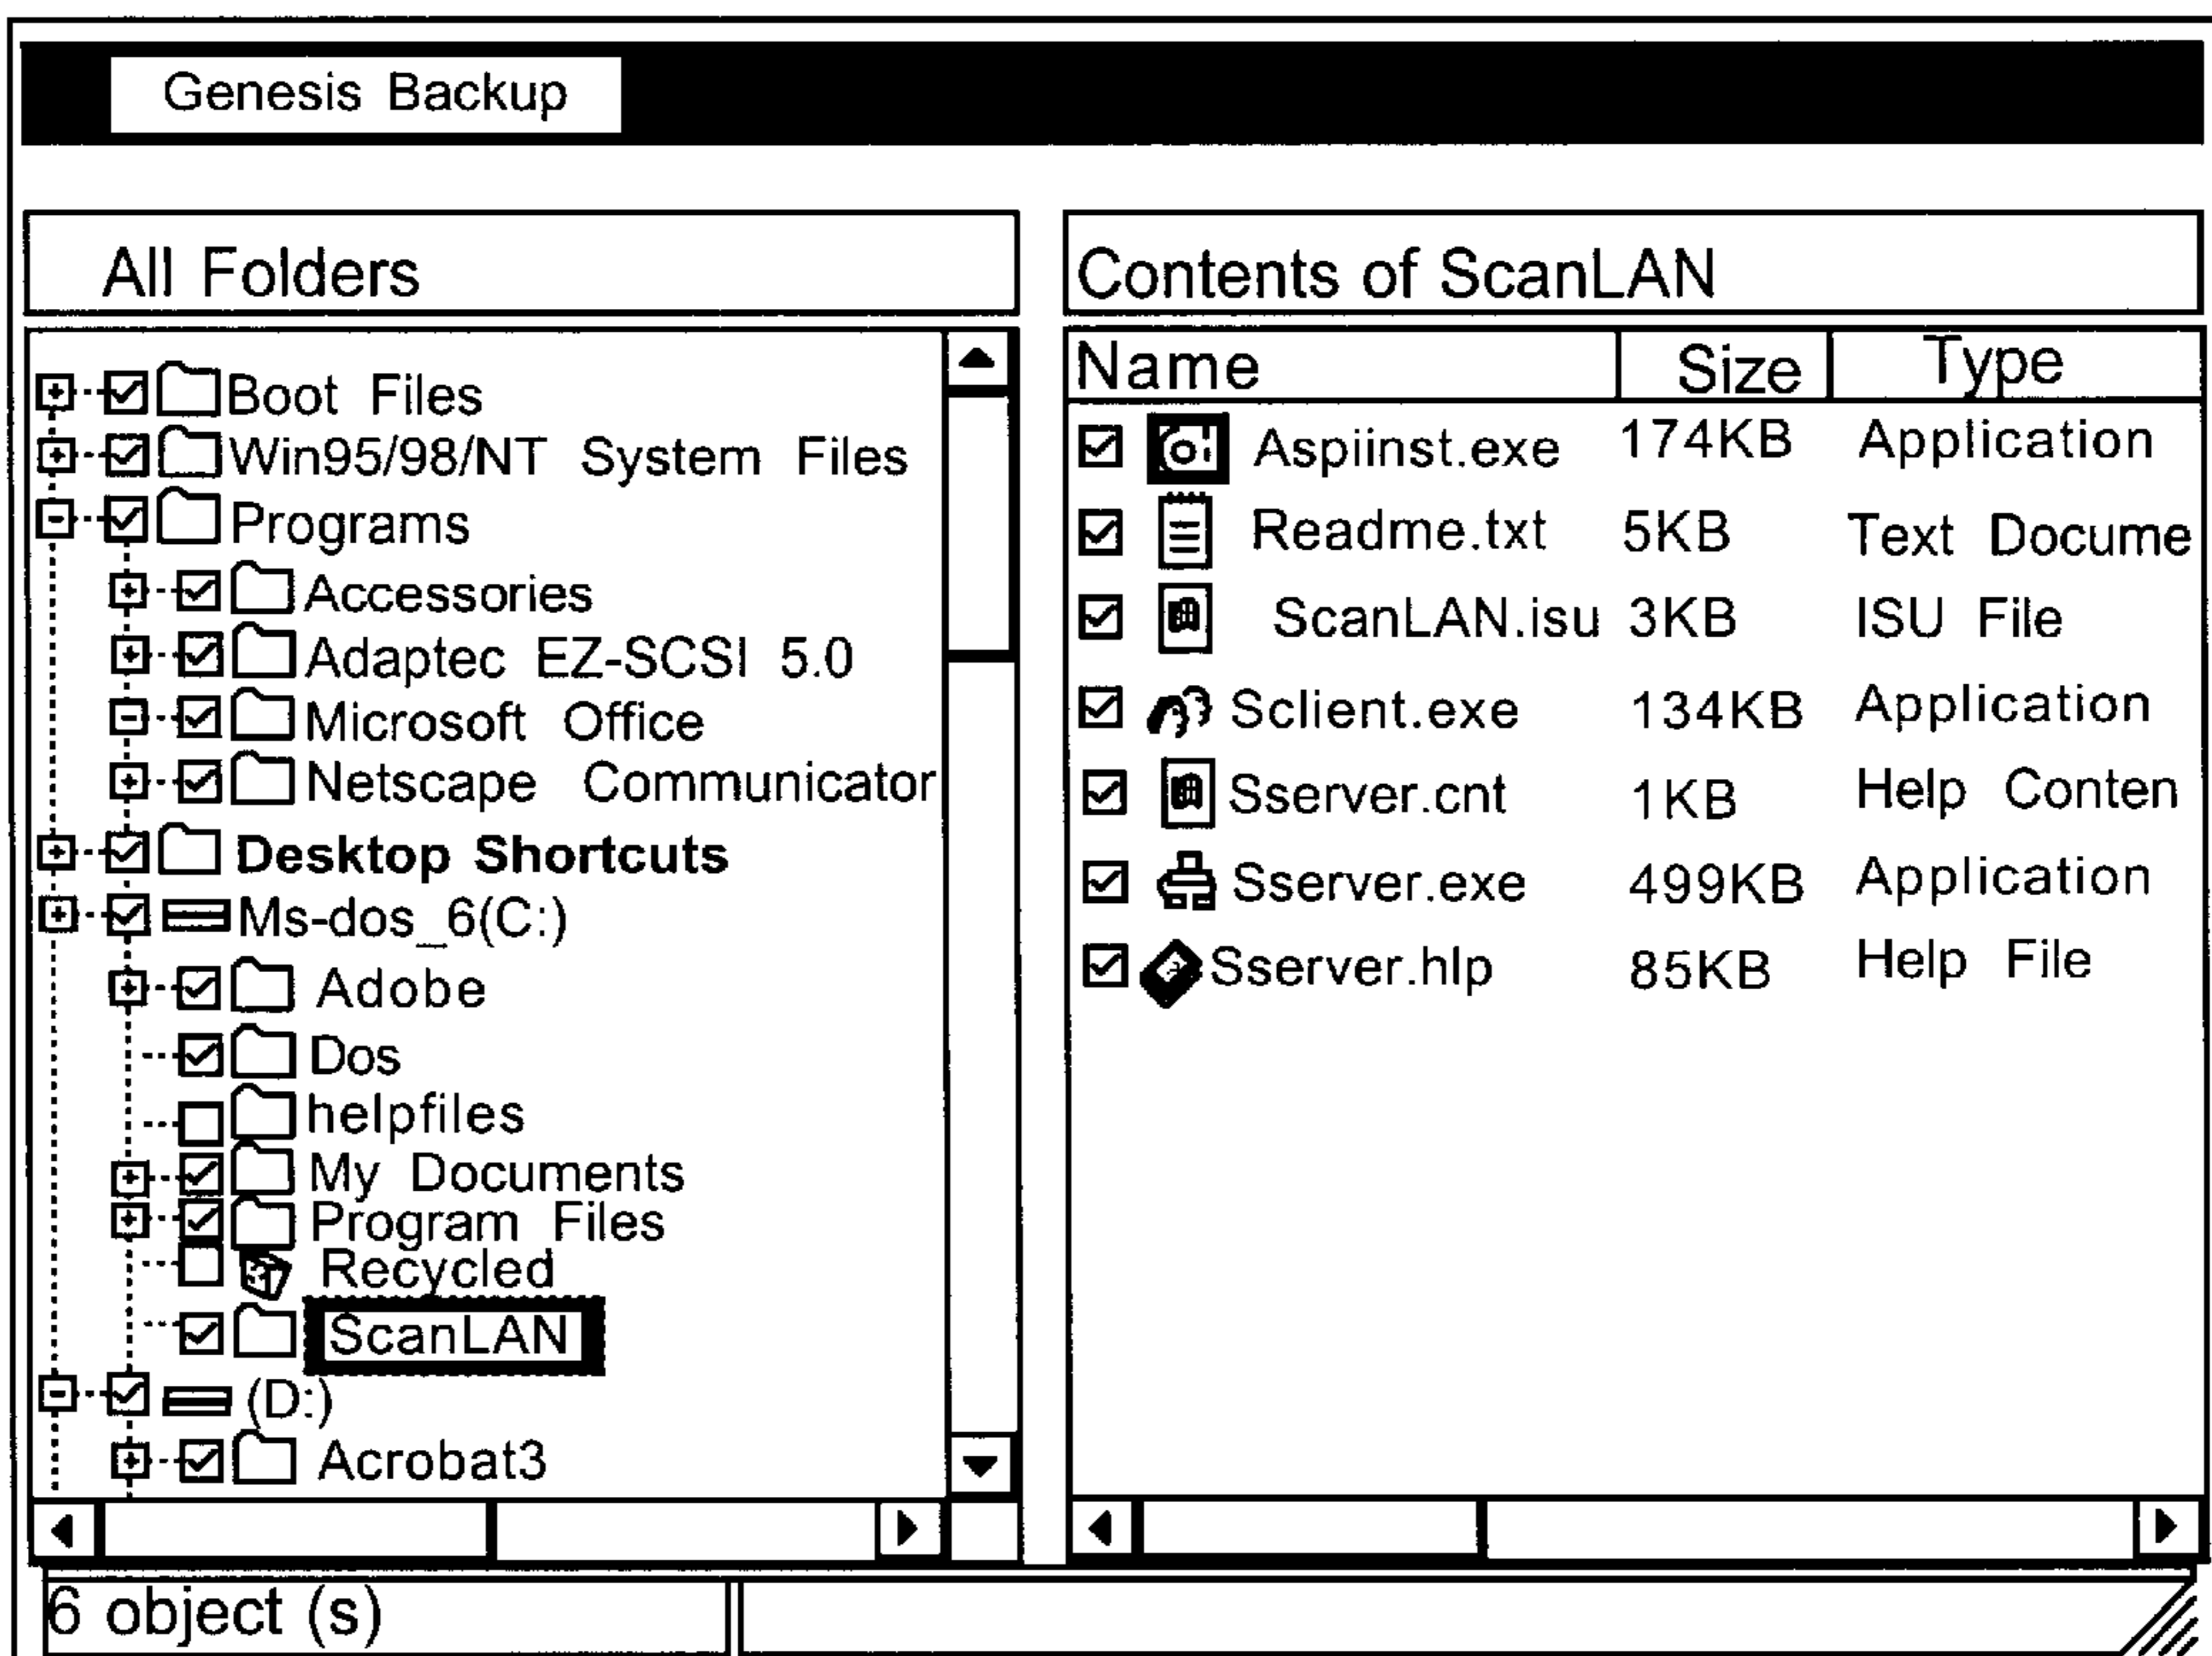 Genesis Backup
All Folders
Boot Files
Win95/98/NT System Files
Programs
Accessories
Adaptec EZ-SCSI 5.0
Microsoft Office
Netscape Communicator
Desktop Shortcuts
Ms-dos_6(C:)
Adobe
Dos
helpfiles
My Documents
Program Files
Recycled
ScanLAN
(D:)
Acrobat3
Contents of ScanLAN
Name Size Type
Aspiinst.exe 174KB Application
Readme.txt 5KB Text Docume
ScanLAN.isu 3KB ISU File
Sclient.exe 134KB Application
Sserver.cnt 1KB Help Conten
Sserver.exe 499KB Application
Sserver.hlp 85KB Help File
6 object (s)